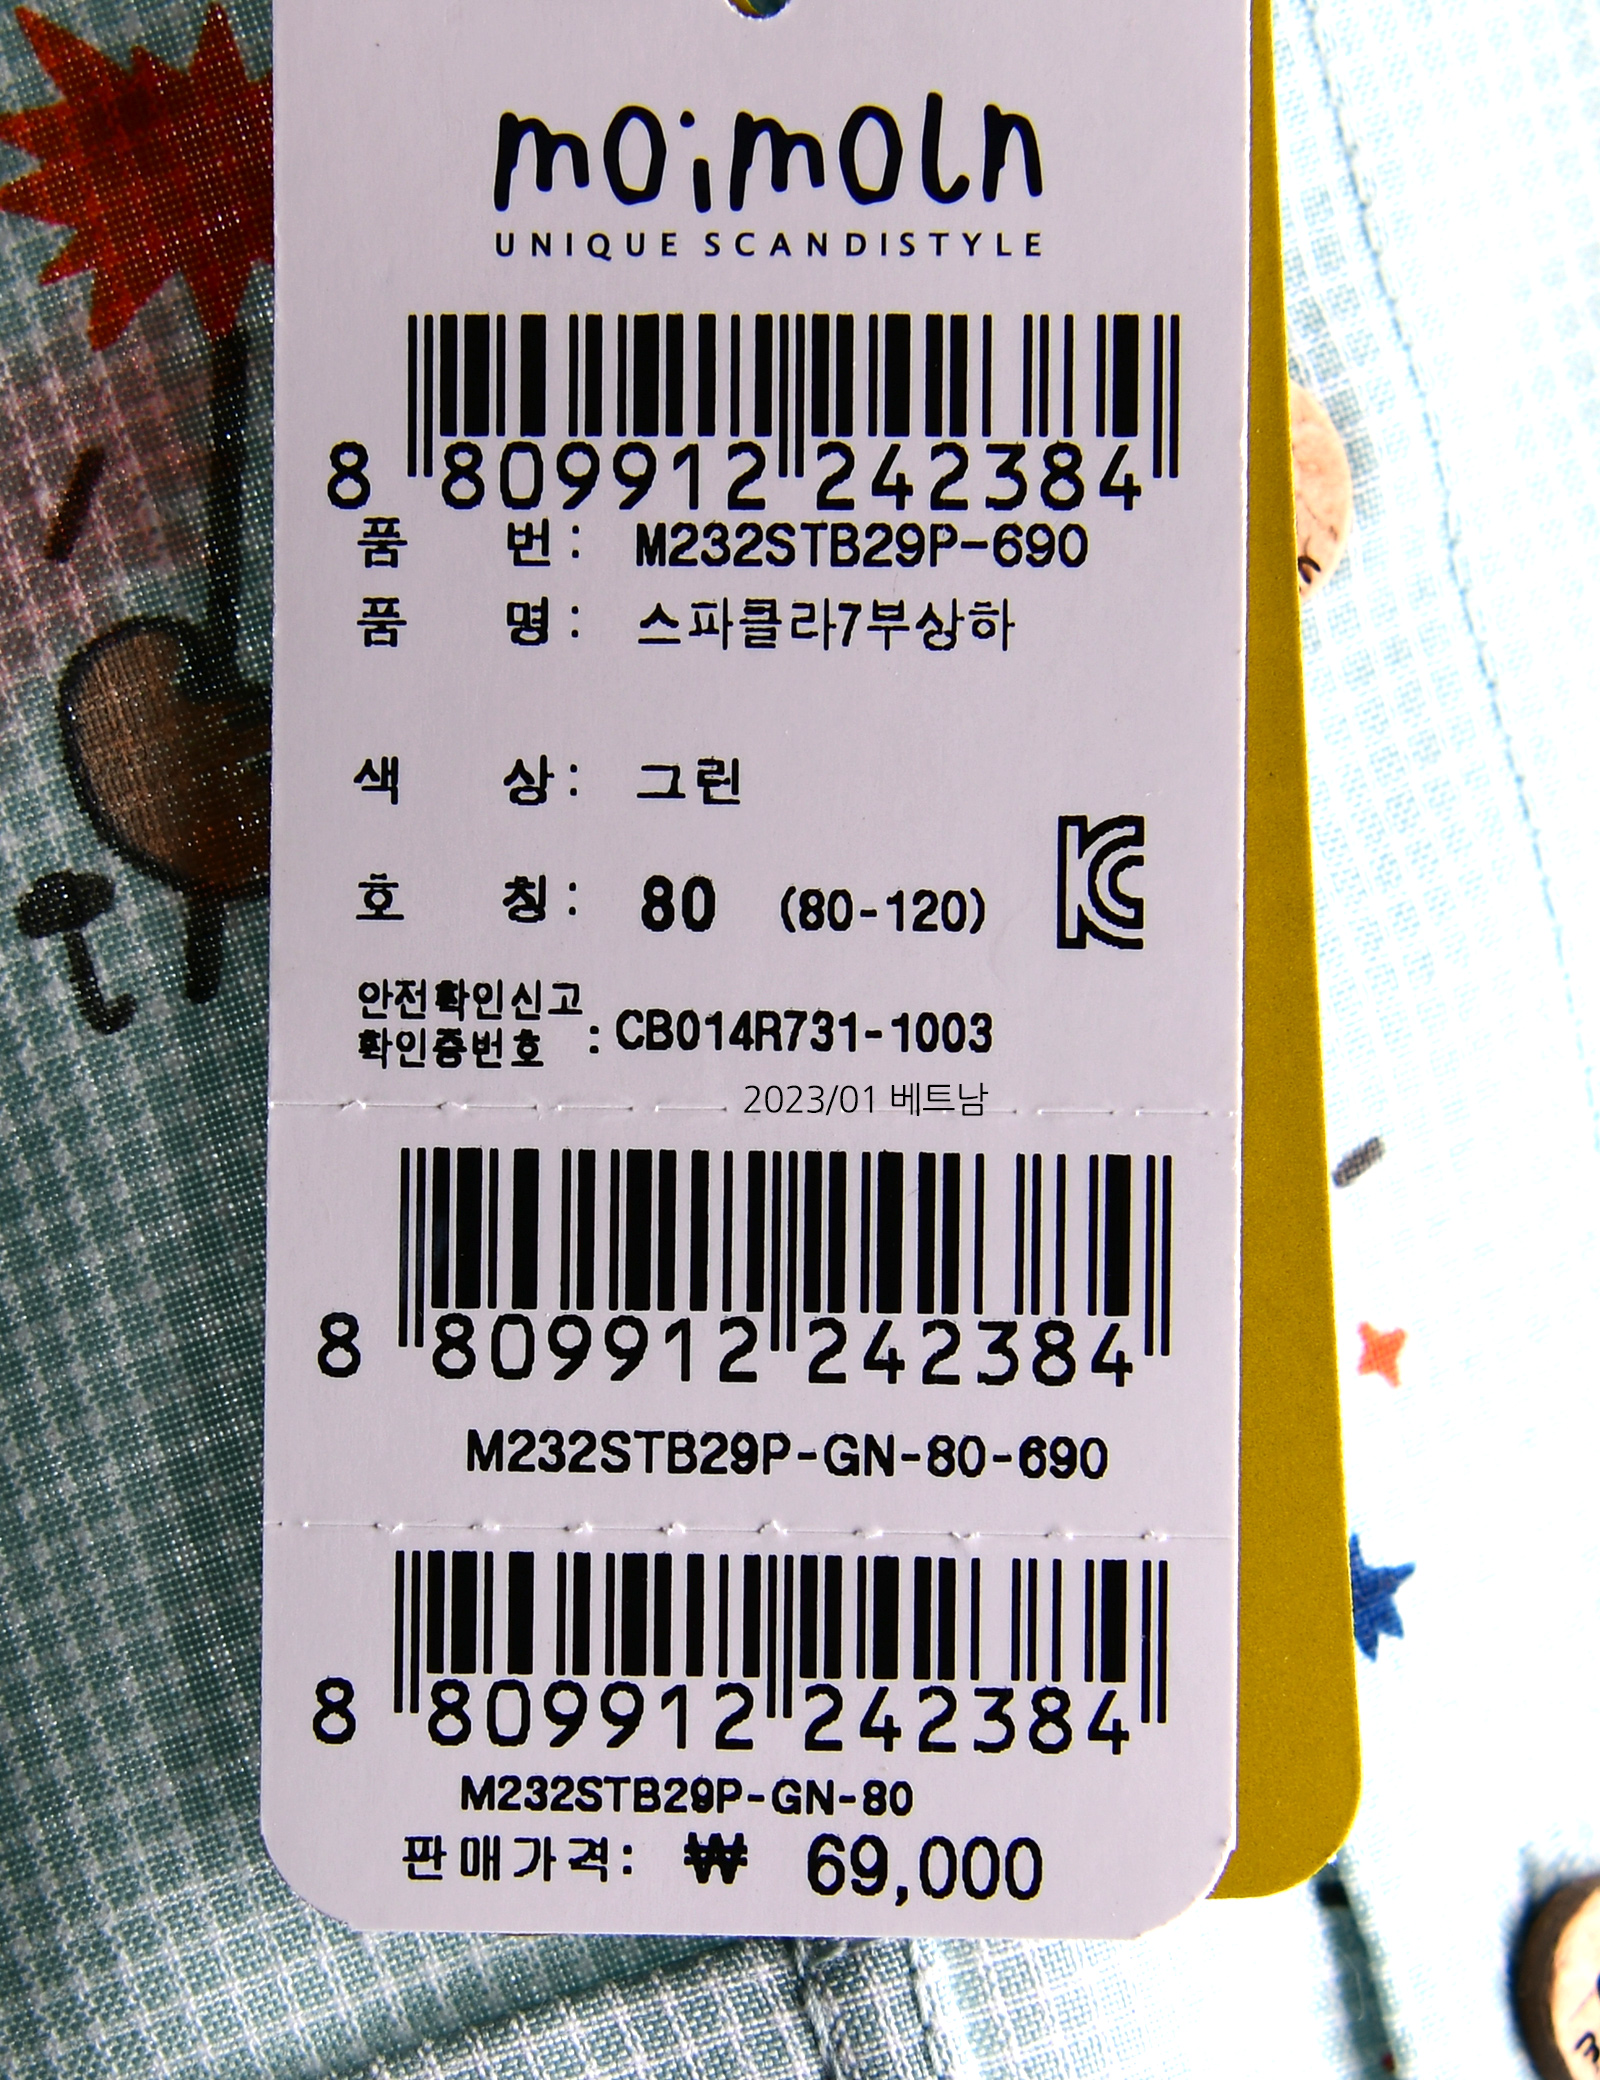 moimoln
UNIQUE SCANDISTYLE
8 809912 242384
품 번 : M232STB29P-690
품 명 : 스파클라7부상하
색 상 : 그린
호 칭 : 80 (80-120)
안전확인신고
확인증번호 : CB014R731-1003
2023/01 베트남
8 809912 242384
M232STB29P-GN-80-690
8 809912 242384
M232STB29P-GN-80
판매가격: ₩ 69,000